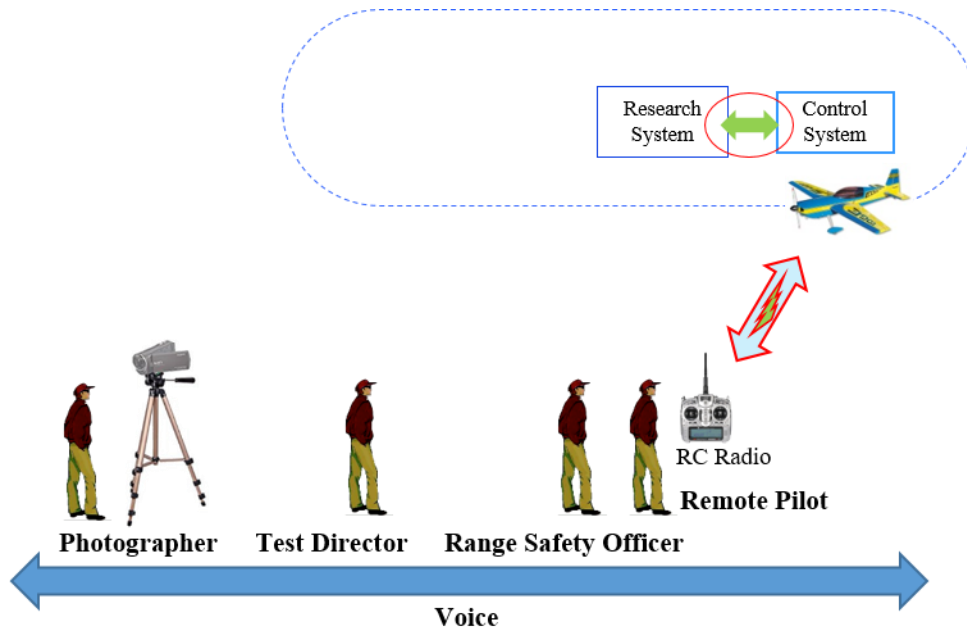 Research
System
Control
System
RC Radio
Remote Pilot
Photographer
Test Director
Range Safety Officer
Voice